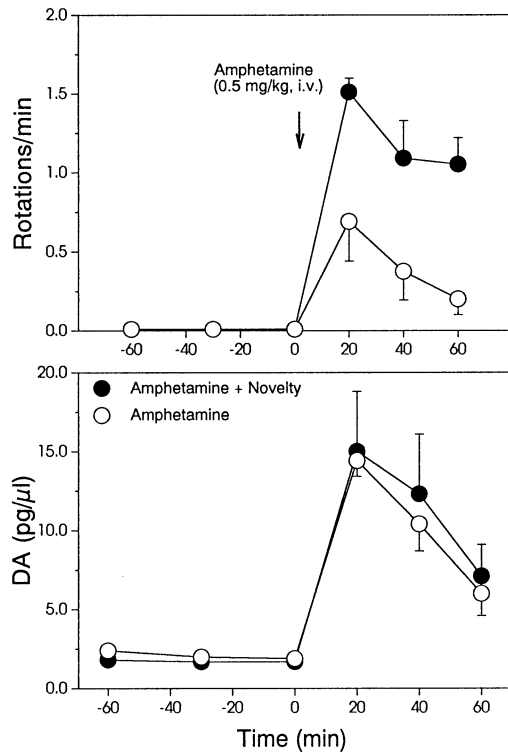 2.0
Amphetamine
(0.5 mg/kg, i.v.)
1.5
1.0
0.5
0.0
Rotations/min
-60 -40 -20 0 20 40 60
20.0
Amphetamine + Novelty
Amphetamine
15.0
10.0
5.0
0.0
DA (pg/µl)
-60 -40 -20 0 20 40 60
Time (min)